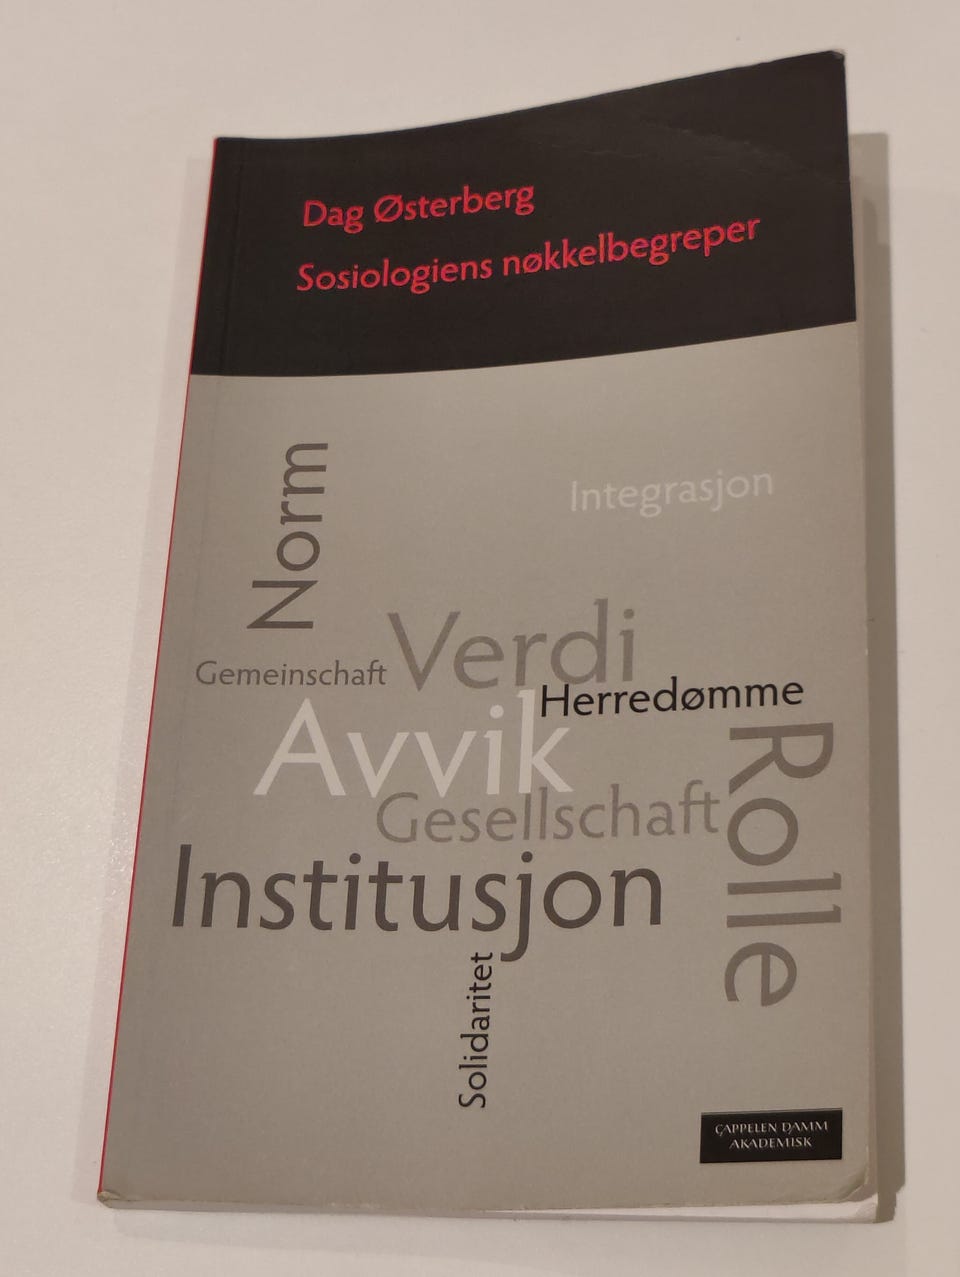 Dag Østerberg
Sosiologiens nøkkelbegreper
Norm
Integrasjon
Verdi
Gemeinschaft
Herredømme
Avvik
Rolle
Gesellschaft
Institusjon
Solidaritet
CAPPELEN DAMM
AKADEMISK